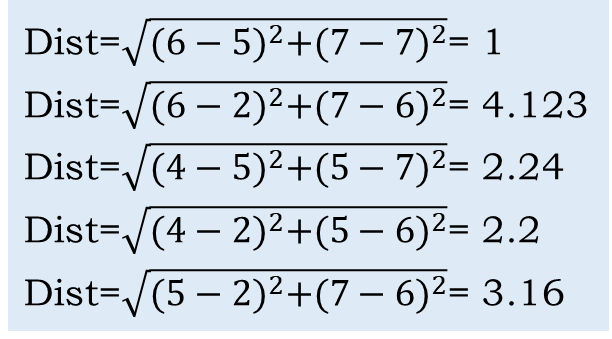 Dist=√(6 − 5)²+(7 − 7)²= 1
Dist=√(6 − 2)²+(7 − 6)²= 4.123
Dist=√(4 − 5)²+(5 − 7)²= 2.24
Dist=√(4 − 2)²+(5 − 6)²= 2.2
Dist=√(5 − 2)²+(7 − 6)²= 3.16